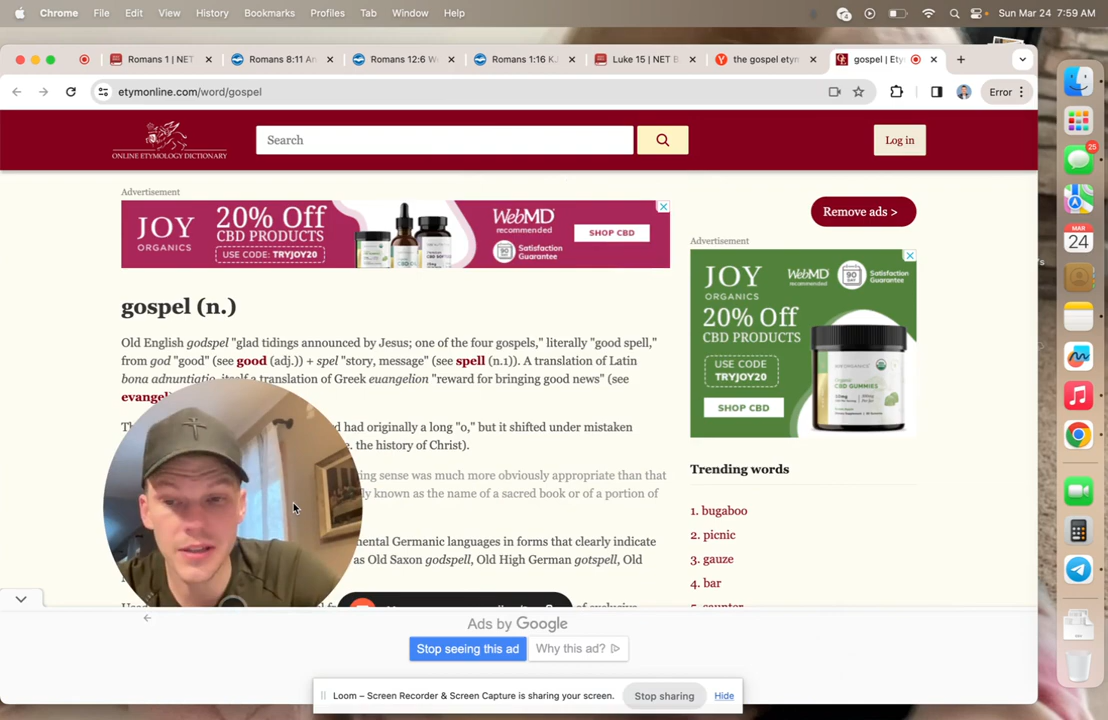 Chrome File Edit View History Bookmarks Profiles Tab Window Help
Sun Mar 24 7:59 AM
Romans 1 | NET
Romans 8:11 An
Romans 12:6 W
Romans 1:16 K
Luke 15 | NET B
the gospel etym
gospel | Ety
etymonline.com/word/gospel
Error
ONLINE ETYMOLOGY DICTIONARY
Search
Log in
25
MAR
24
Advertisement
JOY
ORGANICS
20% Off
CBD PRODUCTS
USE CODE: TRYJOY20
WebMD
recommended
Satisfaction
Guarantee
SHOP CBD
Remove ads >
Advertisement
JOY
ORGANICS
WebMD
recommended
90
DAY
Satisfaction
Guarantee
20% Off
CBD PRODUCTS
USE CODE
TRYJOY20
CBD GUMMIES
SHOP CBD
gospel (n.)
Old English godspel "glad tidings announced by Jesus; one of the four gospels," literally "good spell,"
from god "good" (see good (adj.)) + spel "story, message" (see spell (n.1)). A translation of Latin
bona adnuntiatio, itself a translation of Greek euangelion "reward for bringing good news" (see
evangel
Th
d had originally a long "o," but it shifted under mistaken
e. the history of Christ).
ing sense was much more obviously appropriate than that
ly known as the name of a sacred book or of a portion of
mental Germanic languages in forms that clearly indicate
as Old Saxon godspell, Old High German gotspell, Old
of exclusive
Trending words
1. bugaboo
2. picnic
3. gauze
4. bar
5. saunter
Ads by Google
Stop seeing this ad
Why this ad?
Loom – Screen Recorder & Screen Capture is sharing your screen.
Stop sharing
Hide